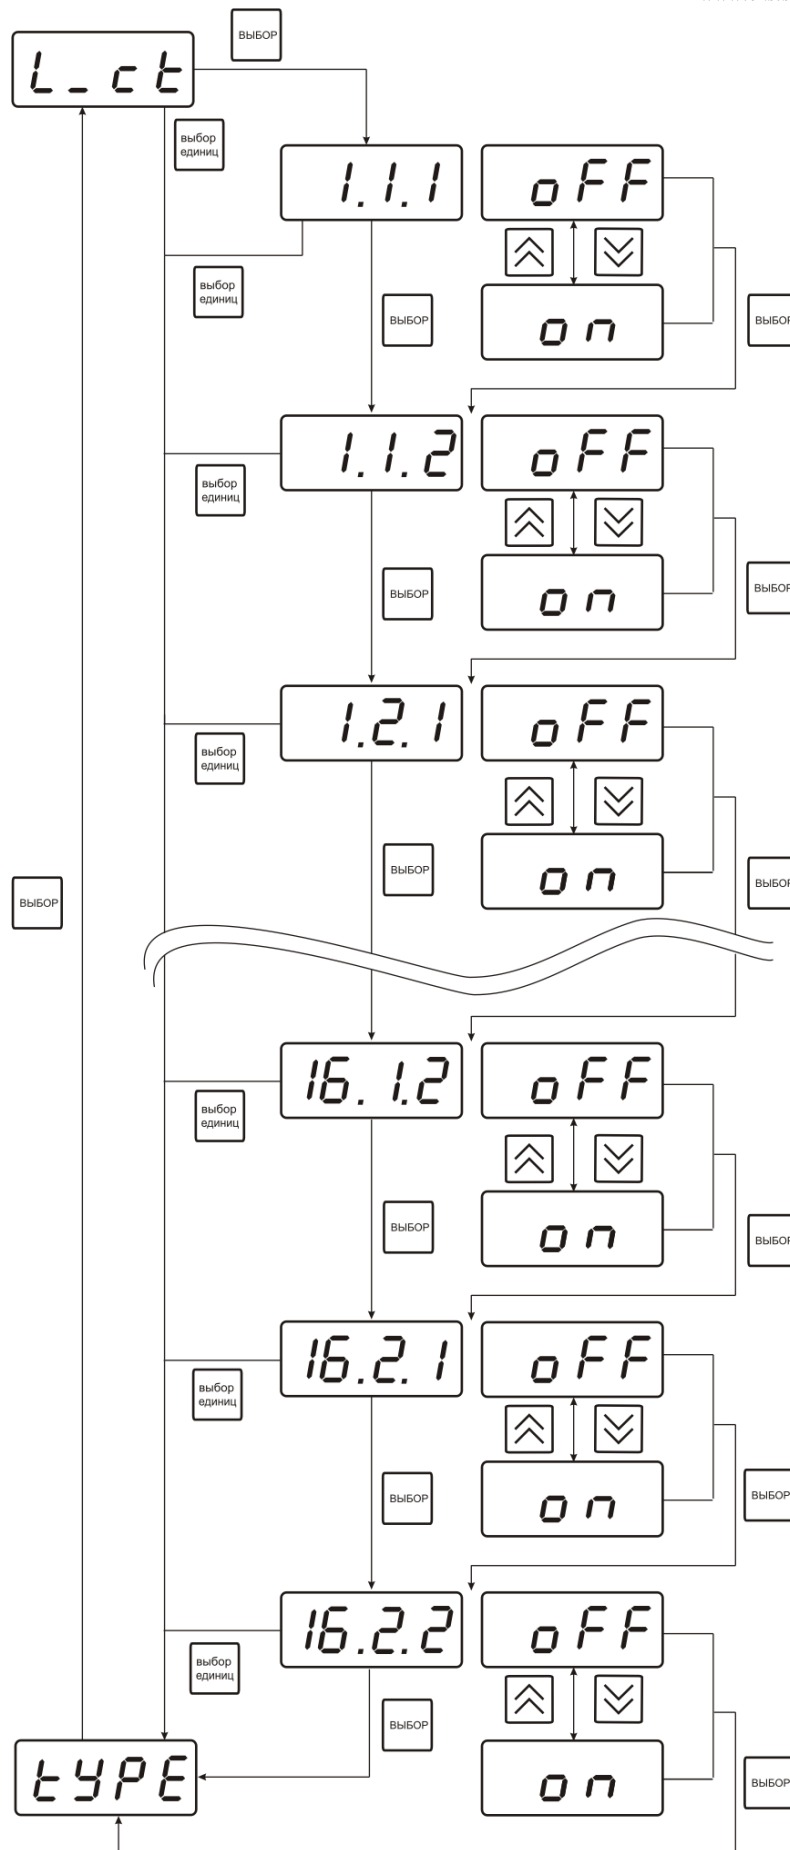 ВЫБОР
L_ct
выбор
единиц
1.1.1
oFF
выбор
единиц
ВЫБОР
on
ВЫБОР
1.1.2
oFF
выбор
единиц
ВЫБОР
on
ВЫБОР
1.2.1
oFF
выбор
единиц
ВЫБОР
on
ВЫБОР
ВЫБОР
16.1.2
oFF
выбор
единиц
ВЫБОР
on
ВЫБОР
16.2.1
oFF
выбор
единиц
ВЫБОР
on
ВЫБОР
16.2.2
oFF
выбор
единиц
ВЫБОР
tYPE
on
ВЫБОР